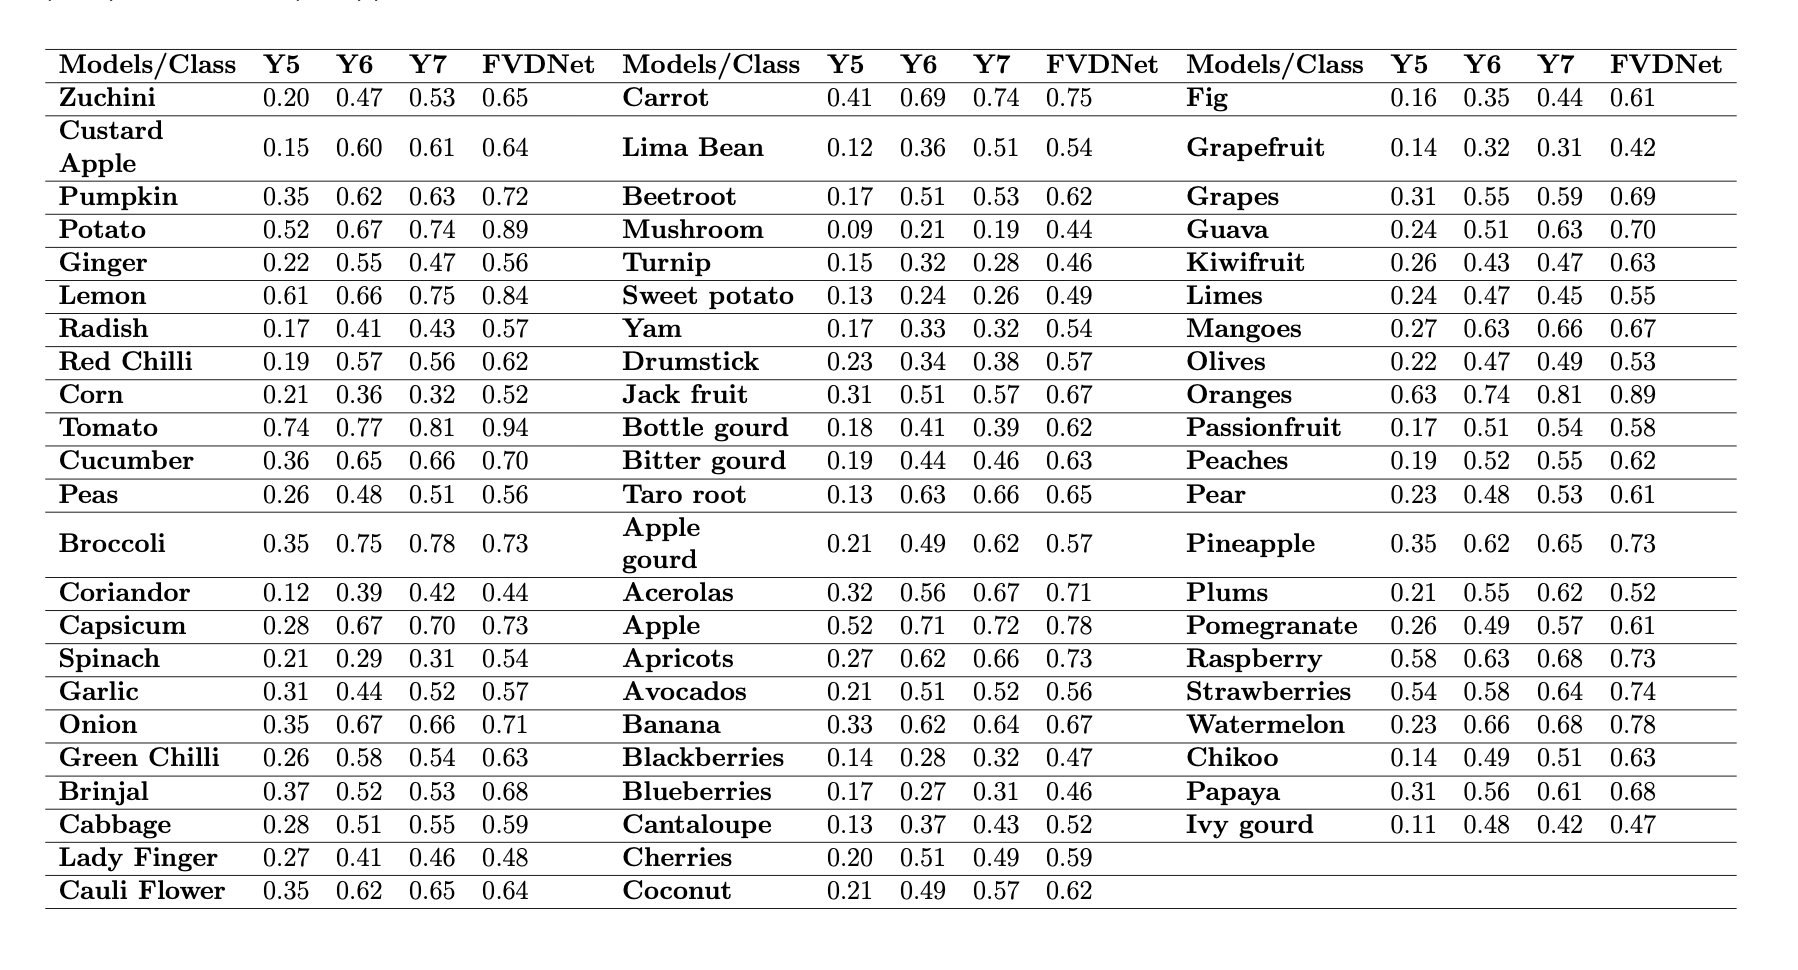 Models/Class Y5 Y6 Y7 FVDNet Models/Class Y5 Y6 Y7 FVDNet Models/Class Y5 Y6 Y7 FVDNet
Zuchini 0.20 0.47 0.53 0.65 Carrot 0.41 0.69 0.74 0.75 Fig 0.16 0.35 0.44 0.61
Custard
Apple 0.15 0.60 0.61 0.64 Lima Bean 0.12 0.36 0.51 0.54 Grapefruit 0.14 0.32 0.31 0.42
Pumpkin 0.35 0.62 0.63 0.72 Beetroot 0.17 0.51 0.53 0.62 Grapes 0.31 0.55 0.59 0.69
Potato 0.52 0.67 0.74 0.89 Mushroom 0.09 0.21 0.19 0.44 Guava 0.24 0.51 0.63 0.70
Ginger 0.22 0.55 0.47 0.56 Turnip 0.15 0.32 0.28 0.46 Kiwifruit 0.26 0.43 0.47 0.63
Lemon 0.61 0.66 0.75 0.84 Sweet potato 0.13 0.24 0.26 0.49 Limes 0.24 0.47 0.45 0.55
Radish 0.17 0.41 0.43 0.57 Yam 0.17 0.33 0.32 0.54 Mangoes 0.27 0.63 0.66 0.67
Red Chilli 0.19 0.57 0.56 0.62 Drumstick 0.23 0.34 0.38 0.57 Olives 0.22 0.47 0.49 0.53
Corn 0.21 0.36 0.32 0.52 Jack fruit 0.31 0.51 0.57 0.67 Oranges 0.63 0.74 0.81 0.89
Tomato 0.74 0.77 0.81 0.94 Bottle gourd 0.18 0.41 0.39 0.62 Passionfruit 0.17 0.51 0.54 0.58
Cucumber 0.36 0.65 0.66 0.70 Bitter gourd 0.19 0.44 0.46 0.63 Peaches 0.19 0.52 0.55 0.62
Peas 0.26 0.48 0.51 0.56 Taro root 0.13 0.63 0.66 0.65 Pear 0.23 0.48 0.53 0.61
Broccoli 0.35 0.75 0.78 0.73 Apple
gourd 0.21 0.49 0.62 0.57 Pineapple 0.35 0.62 0.65 0.73
Coriandor 0.12 0.39 0.42 0.44 Acerolas 0.32 0.56 0.67 0.71 Plums 0.21 0.55 0.62 0.52
Capsicum 0.28 0.67 0.70 0.73 Apple 0.52 0.71 0.72 0.78 Pomegranate 0.26 0.49 0.57 0.61
Spinach 0.21 0.29 0.31 0.54 Apricots 0.27 0.62 0.66 0.73 Raspberry 0.58 0.63 0.68 0.73
Garlic 0.31 0.44 0.52 0.57 Avocados 0.21 0.51 0.52 0.56 Strawberries 0.54 0.58 0.64 0.74
Onion 0.35 0.67 0.66 0.71 Banana 0.33 0.62 0.64 0.67 Watermelon 0.23 0.66 0.68 0.78
Green Chilli 0.26 0.58 0.54 0.63 Blackberries 0.14 0.28 0.32 0.47 Chikoo 0.14 0.49 0.51 0.63
Brinjal 0.37 0.52 0.53 0.68 Blueberries 0.17 0.27 0.31 0.46 Papaya 0.31 0.56 0.61 0.68
Cabbage 0.28 0.51 0.55 0.59 Cantaloupe 0.13 0.37 0.43 0.52 Ivy gourd 0.11 0.48 0.42 0.47
Lady Finger 0.27 0.41 0.46 0.48 Cherries 0.20 0.51 0.49 0.59
Cauli Flower 0.35 0.62 0.65 0.64 Coconut 0.21 0.49 0.57 0.62